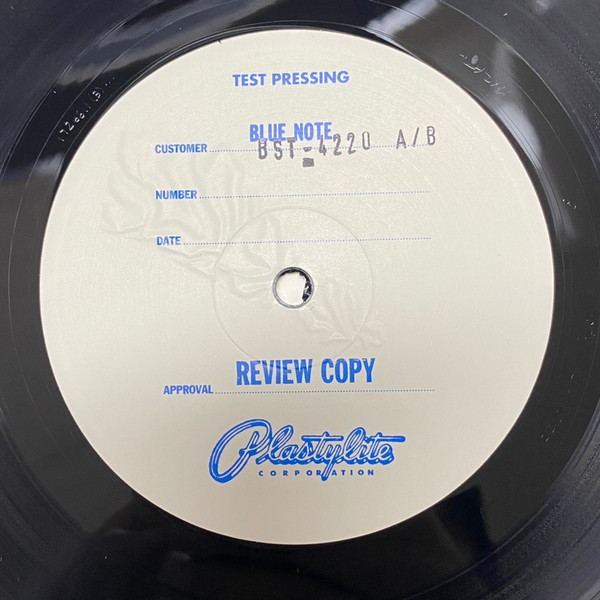 TEST PRESSING
BLUE NOTE
CUSTOMER
BST-4220 A/B
NUMBER
DATE
REVIEW COPY
APPROVAL
Plastylite
CORPORATION